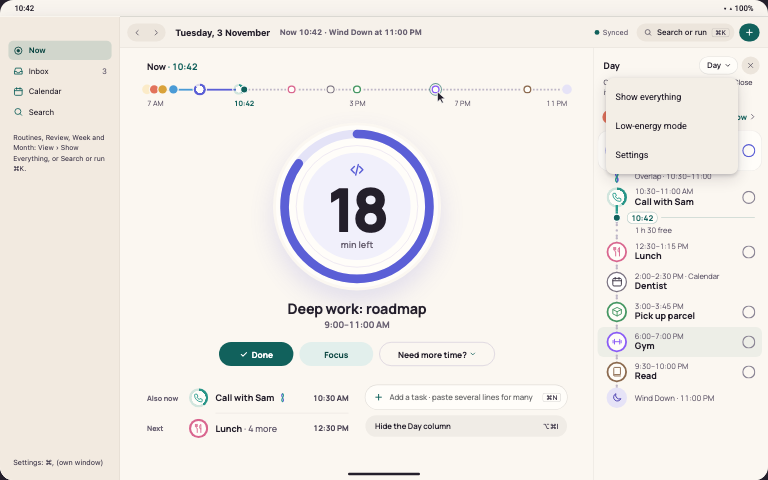 10:42
100%
Now
Inbox 3
Calendar
Search
Routines, Review, Week and
Month: View › Show
Everything, or Search or run
⌘K.
Settings: ⌘, (own window)
Tuesday, 3 November
Now 10:42 · Wind Down at 11:00 PM
Synced
Search or run ⌘K
Now · 10:42
7 AM
10:42
3 PM
7 PM
11 PM
18
min left
Deep work: roadmap
9:00–11:00 AM
Done
Focus
Need more time?
Also now
Call with Sam
10:30 AM
Next
Lunch · 4 more
12:30 PM
Add a task · paste several lines for many ⌘N
Hide the Day column ⌥⌘I
Day
Day
Close
Show everything
Low-energy mode
Settings
Overlap · 10:30–11:00
10:30–11:00 AM
Call with Sam
10:42
1 h 30 free
12:30–1:15 PM
Lunch
2:00–2:30 PM · Calendar
Dentist
3:00–3:45 PM
Pick up parcel
6:00–7:00 PM
Gym
9:30–10:00 PM
Read
Wind Down · 11:00 PM